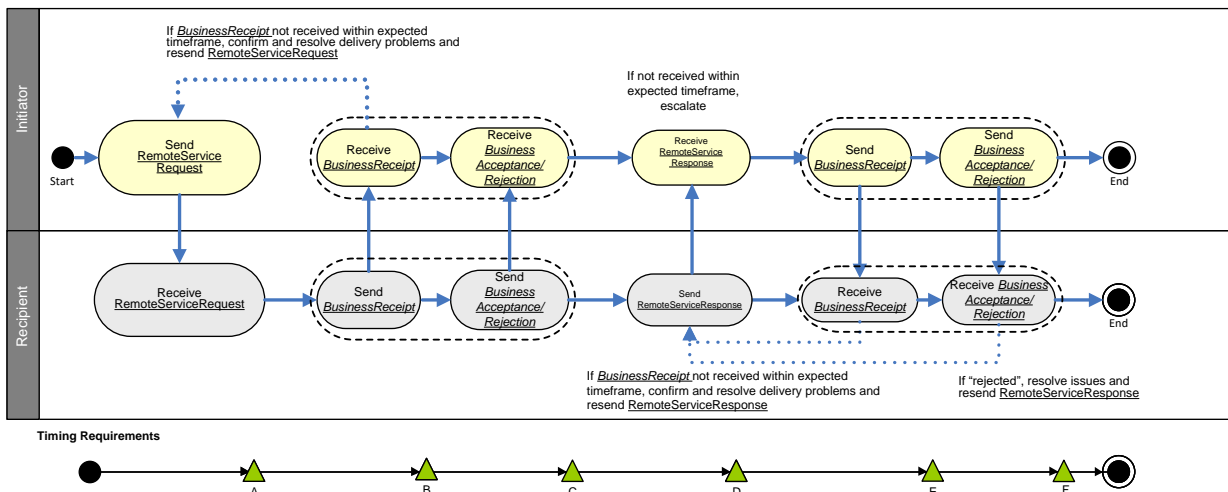 Initiator
If BusinessReceipt not received within expected
timeframe, confirm and resolve delivery problems and
resend RemoteServiceRequest
If not received within
expected timeframe,
escalate
Start
Send
RemoteService
Request
Receive
BusinessReceipt
Receive
Business
Acceptance/
Rejection
Receive
RemoteService
Response
Send
BusinessReceipt
Send
Business
Acceptance/
Rejection
End
Recipient
Receive
RemoteServiceRequest
Send
BusinessReceipt
Send
Business
Acceptance/
Rejection
Send
RemoteServiceResponse
Receive
BusinessReceipt
Receive Business
Acceptance/
Rejection
End
If BusinessReceipt not received within expected
timeframe, confirm and resolve delivery problems and
resend RemoteServiceResponse
If “rejected”, resolve issues and
resend RemoteServiceResponse
Timing Requirements
A
B
C
D
E
F